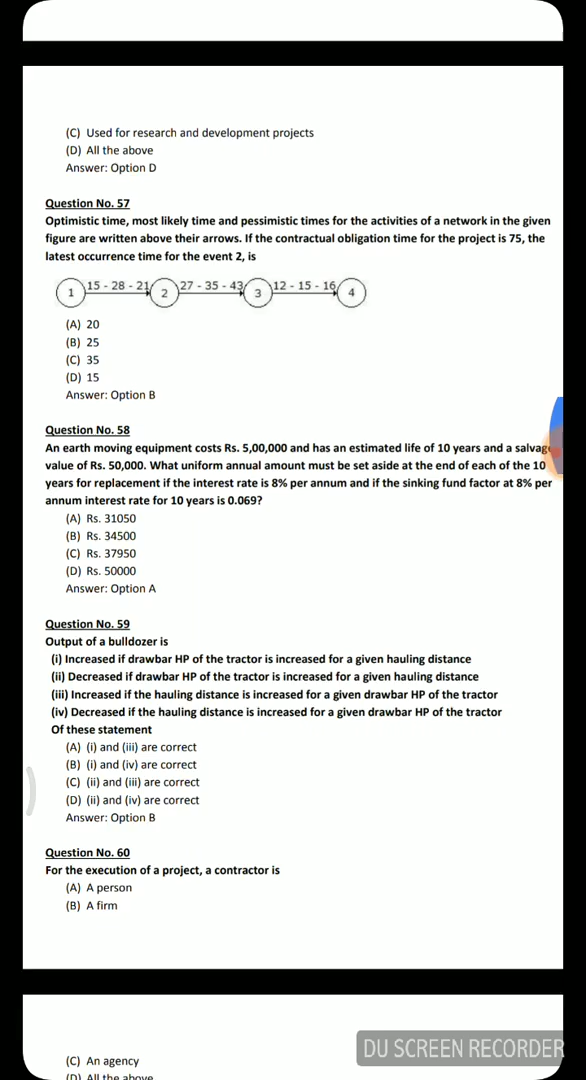 (C) Used for research and development projects
(D) All the above
Answer: Option D
Question No. 57
Optimistic time, most likely time and pessimistic times for the activities of a network in the given
figure are written above their arrows. If the contractual obligation time for the project is 75, the
latest occurrence time for the event 2, is
1 15 - 28 - 21 2 27 - 35 - 43 3 12 - 15 - 16 4
(A) 20
(B) 25
(C) 35
(D) 15
Answer: Option B
Question No. 58
An earth moving equipment costs Rs. 5,00,000 and has an estimated life of 10 years and a salvage
value of Rs. 50,000. What uniform annual amount must be set aside at the end of each of the 10
years for replacement if the interest rate is 8% per annum and if the sinking fund factor at 8% per
annum interest rate for 10 years is 0.069?
(A) Rs. 31050
(B) Rs. 34500
(C) Rs. 37950
(D) Rs. 50000
Answer: Option A
Question No. 59
Output of a bulldozer is
(i) Increased if drawbar HP of the tractor is increased for a given hauling distance
(ii) Decreased if drawbar HP of the tractor is increased for a given hauling distance
(iii) Increased if the hauling distance is increased for a given drawbar HP of the tractor
(iv) Decreased if the hauling distance is increased for a given drawbar HP of the tractor
Of these statement
(A) (i) and (iii) are correct
(B) (i) and (iv) are correct
(C) (ii) and (iii) are correct
(D) (ii) and (iv) are correct
Answer: Option B
Question No. 60
For the execution of a project, a contractor is
(A) A person
(B) A firm
(C) An agency
(D) All the above
DU SCREEN RECORDER